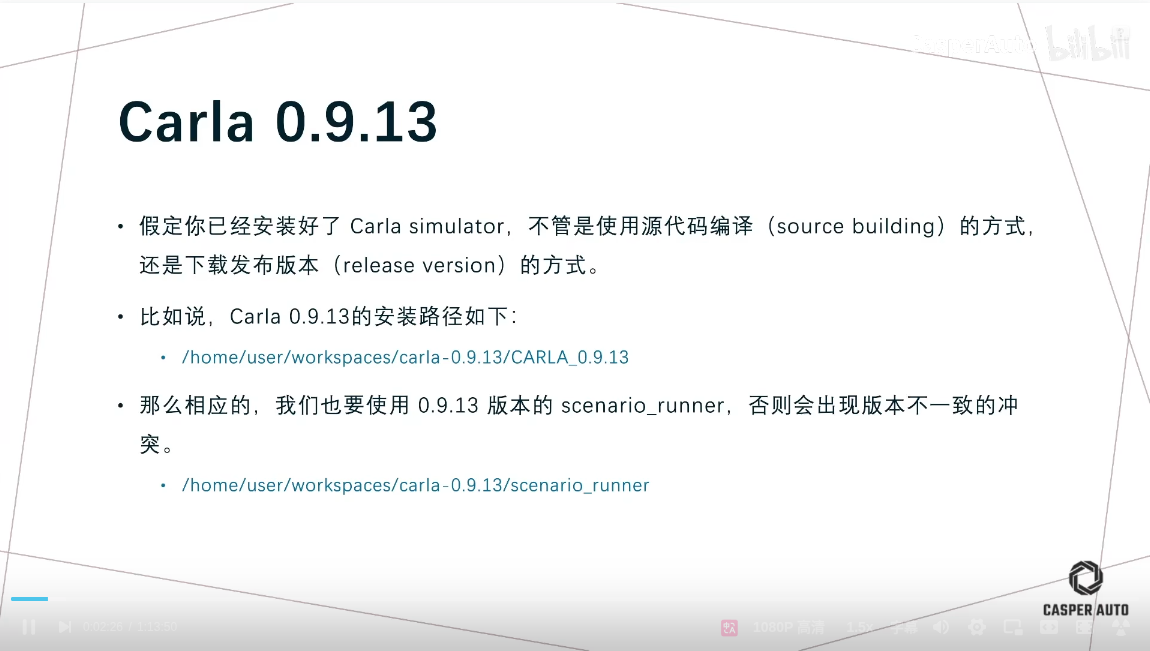 bilibili
Carla 0.9.13
• 假定你已经安装好了 Carla simulator，不管是使用源代码编译（source building）的方式，
还是下载发布版本（release version）的方式。
• 比如说，Carla 0.9.13的安装路径如下：
• /home/user/workspaces/carla-0.9.13/CARLA_0.9.13
• 那么相应的，我们也要使用 0.9.13 版本的 scenario_runner，否则会出现版本不一致的冲
突。
• /home/user/workspaces/carla-0.9.13/scenario_runner
CASPER AUTO
0:02:26 / 1:13:50
1080P 高清
1.5x
字幕